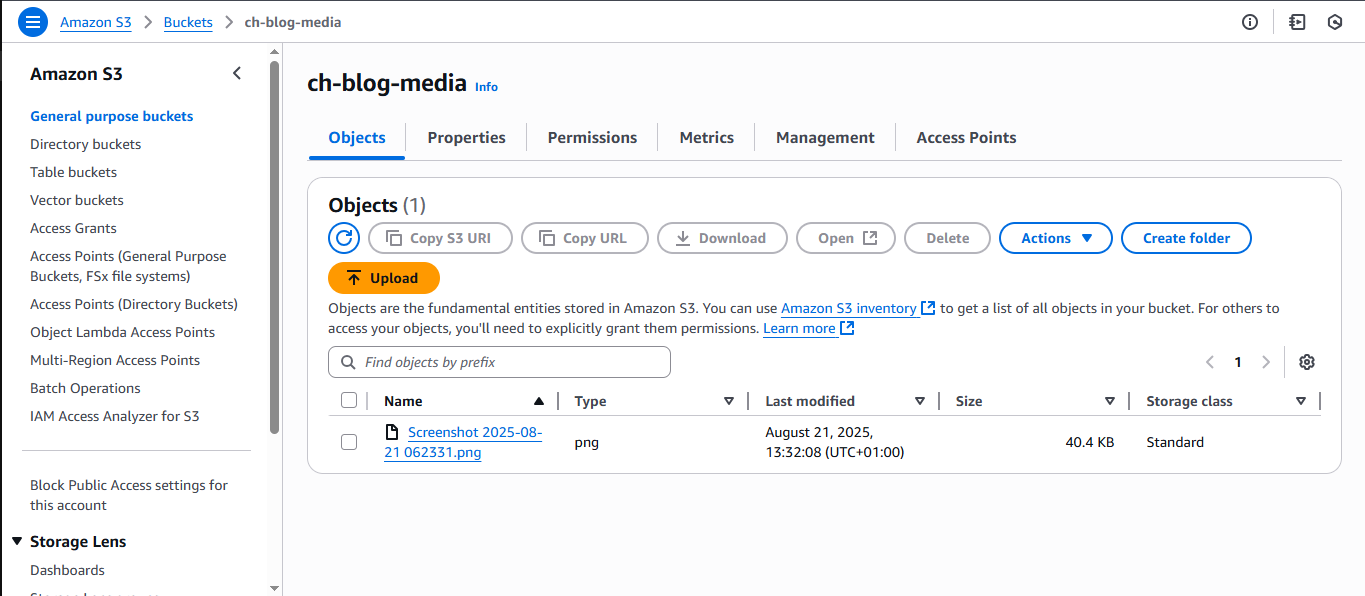 Amazon S3 > Buckets > ch-blog-media
Amazon S3
General purpose buckets
Directory buckets
Table buckets
Vector buckets
Access Grants
Access Points (General Purpose
Buckets, FSx file systems)
Access Points (Directory Buckets)
Object Lambda Access Points
Multi-Region Access Points
Batch Operations
IAM Access Analyzer for S3
Block Public Access settings for
this account
Storage Lens
Dashboards
ch-blog-media Info
Objects Properties Permissions Metrics Management Access Points
Objects (1)
Copy S3 URI Copy URL Download Open Delete Actions Create folder
Upload
Objects are the fundamental entities stored in Amazon S3. You can use Amazon S3 inventory to get a list of all objects in your bucket. For others to
access your objects, you'll need to explicitly grant them permissions. Learn more
Find objects by prefix
1
Name Type Last modified Size Storage class
Screenshot 2025-08-
21 062331.png
png
August 21, 2025,
13:32:08 (UTC+01:00)
40.4 KB
Standard